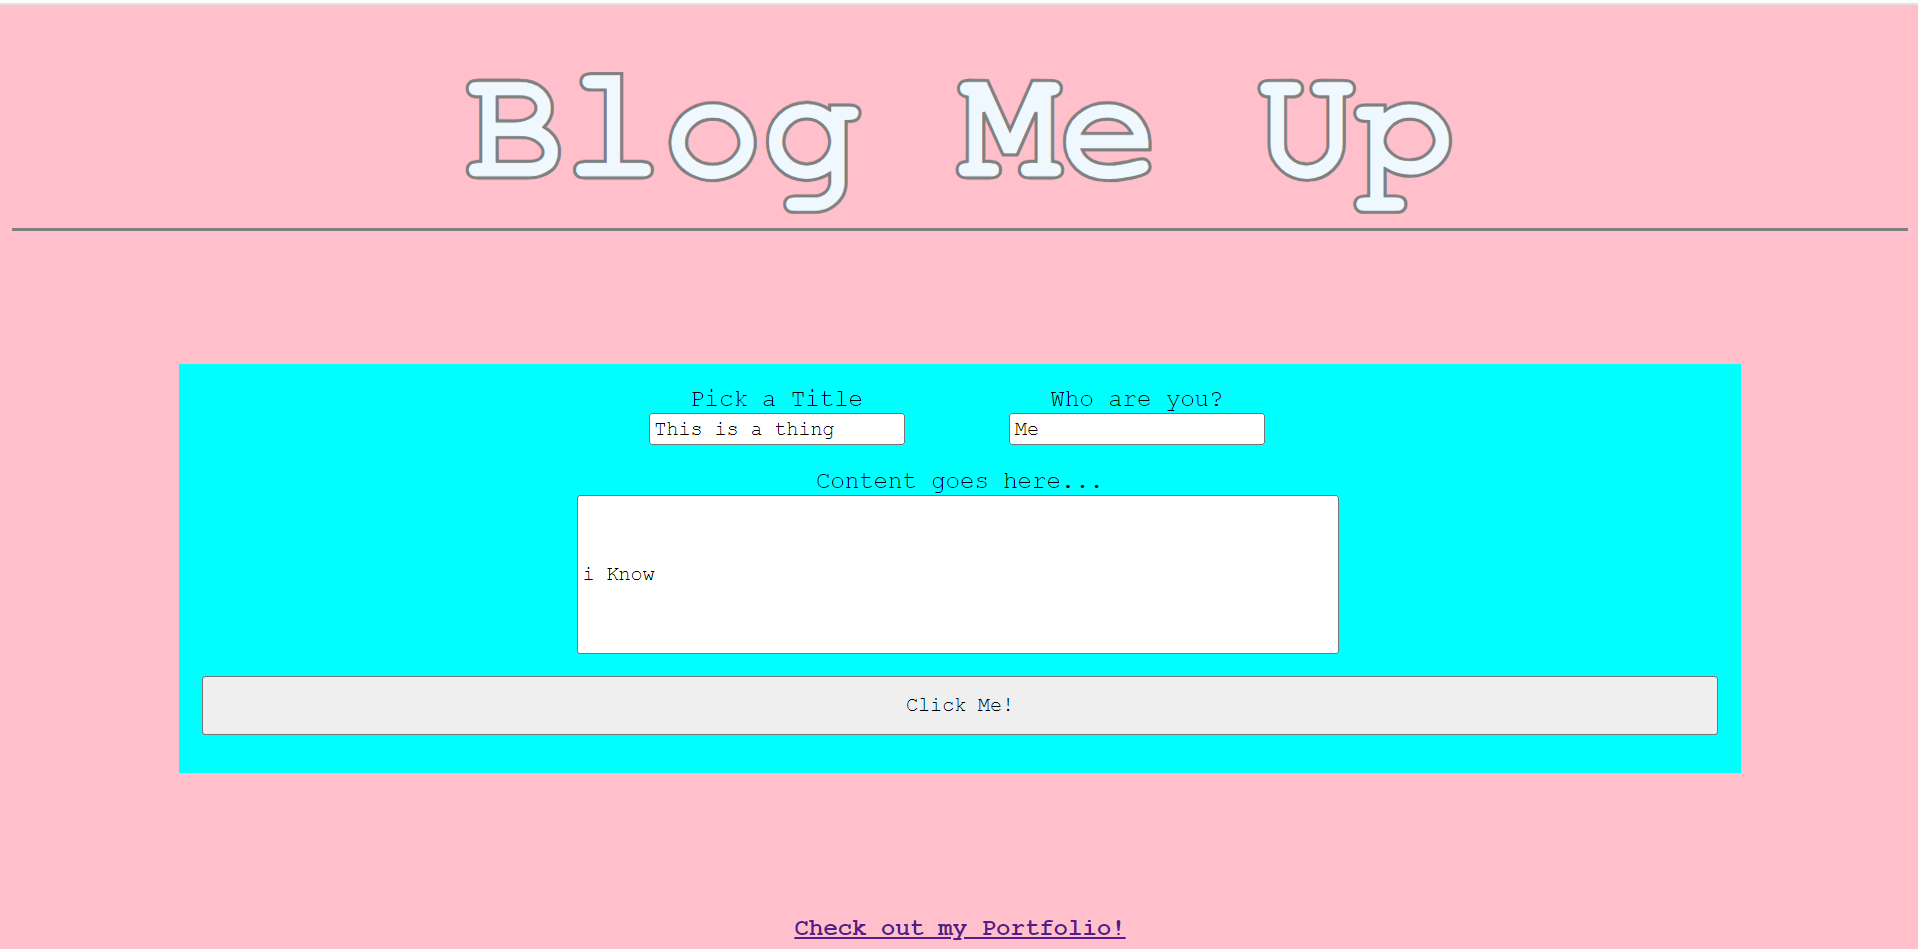 Blog Me Up
Pick a Title
Who are you?
This is a thing
Me
Content goes here...
i Know
Click Me!
Check out my Portfolio!